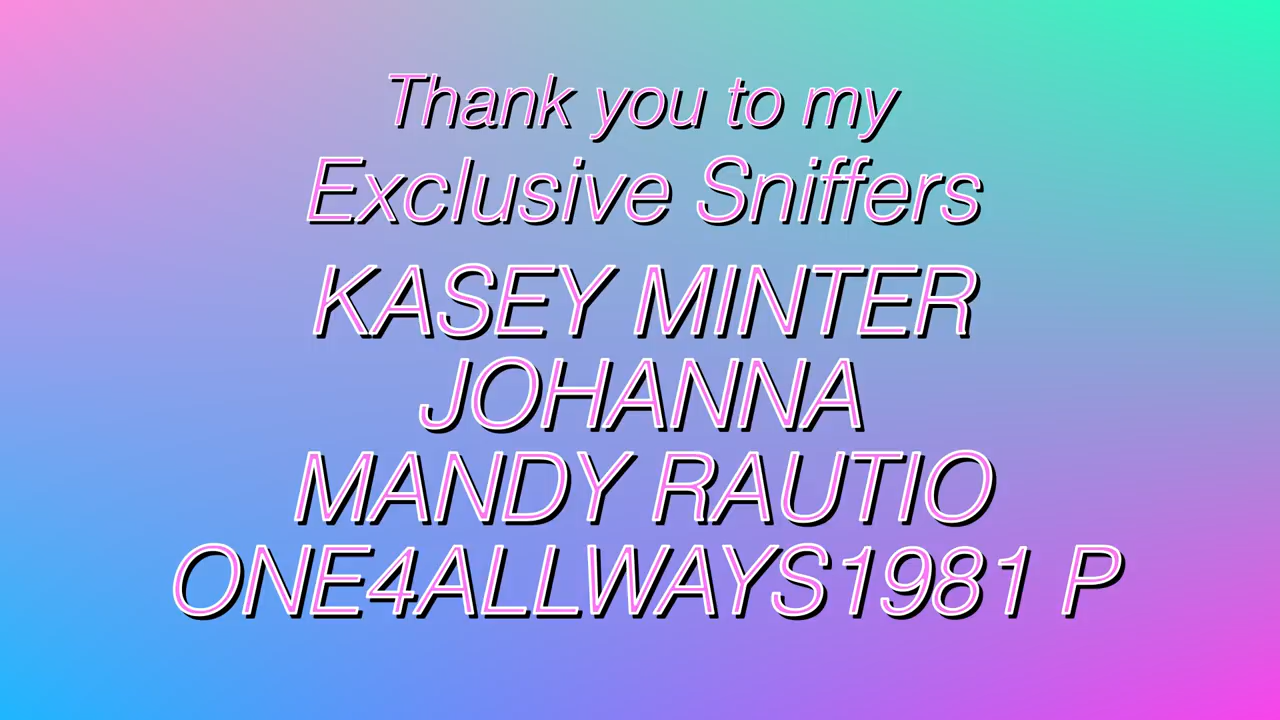 Thank you to my
Exclusive Sniffers
KASEY MINTER
JOHANNA
MANDY RAUTIO
ONE4ALLWAYS1981 P